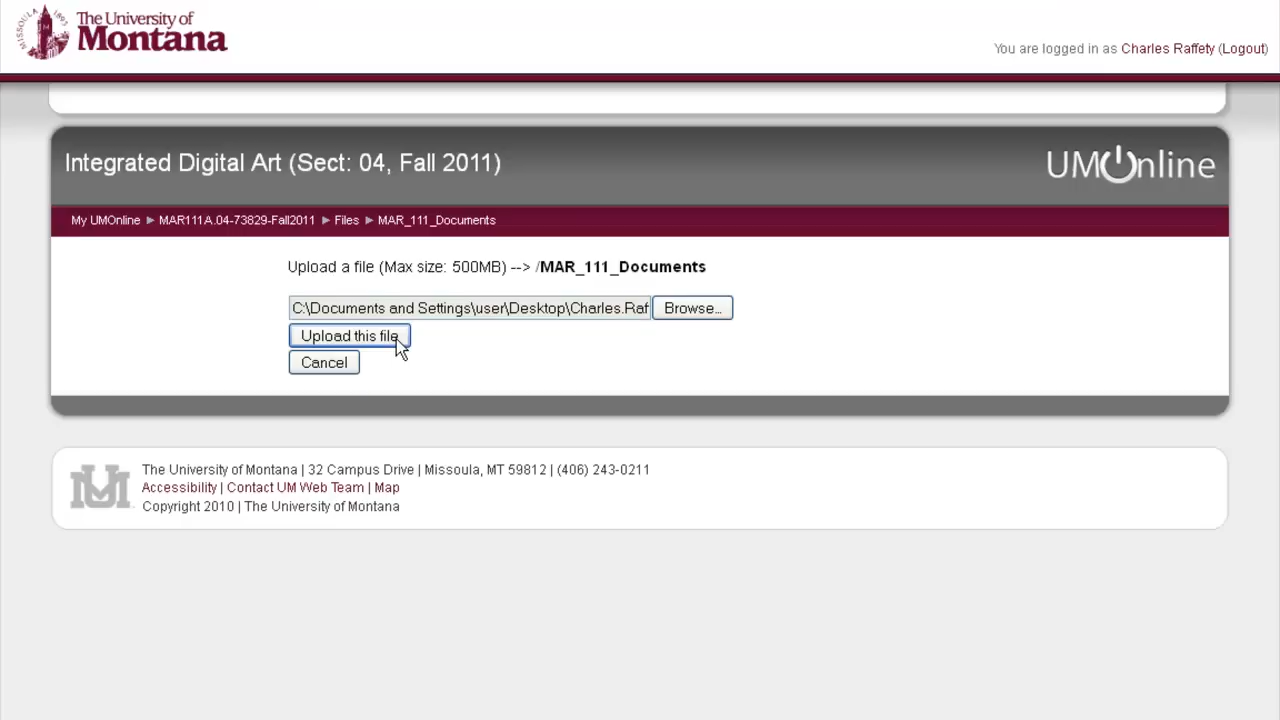 MISSOULA 1893
The University of
Montana
You are logged in as Charles Raffety (Logout)
Integrated Digital Art (Sect: 04, Fall 2011)
UMOnline
My UMOnline ► MAR111A.04-73829-Fall2011 ► Files ► MAR_111_Documents
Upload a file (Max size: 500MB) --> /MAR_111_Documents
C:\Documents and Settings\user\Desktop\Charles.Raf
Browse...
Upload this file
Cancel
The University of Montana | 32 Campus Drive | Missoula, MT 59812 | (406) 243-0211
Accessibility | Contact UM Web Team | Map
Copyright 2010 | The University of Montana